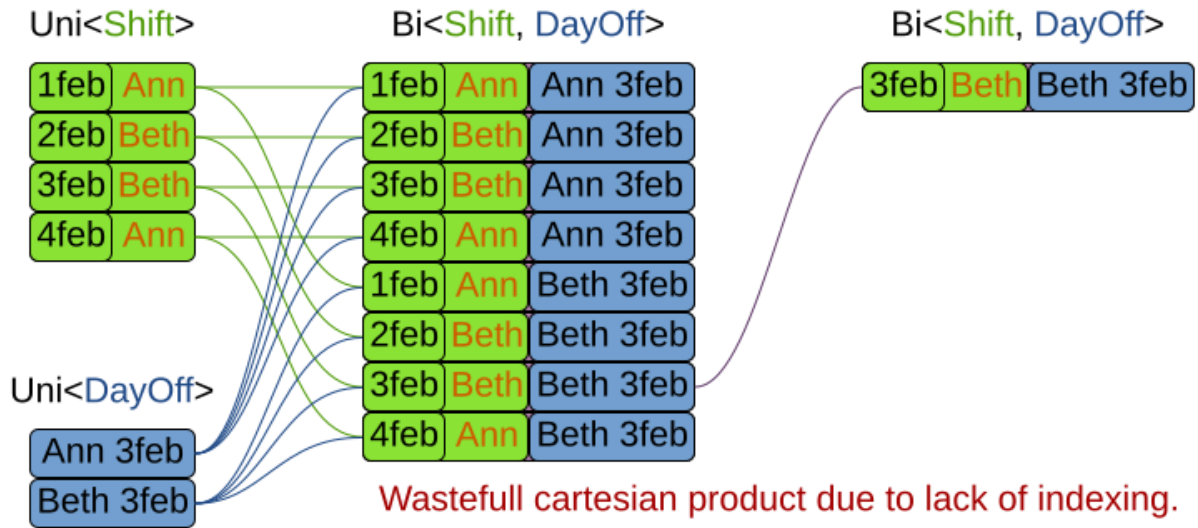 Uni<Shift>
1feb Ann
2feb Beth
3feb Beth
4feb Ann
Uni<DayOff>
Ann 3feb
Beth 3feb
Bi<Shift, DayOff>
1feb Ann Ann 3feb
2feb Beth Ann 3feb
3feb Beth Ann 3feb
4feb Ann Ann 3feb
1feb Ann Beth 3feb
2feb Beth Beth 3feb
3feb Beth Beth 3feb
4feb Ann Beth 3feb
Bi<Shift, DayOff>
3feb Beth Beth 3feb
Wastefull cartesian product due to lack of indexing.